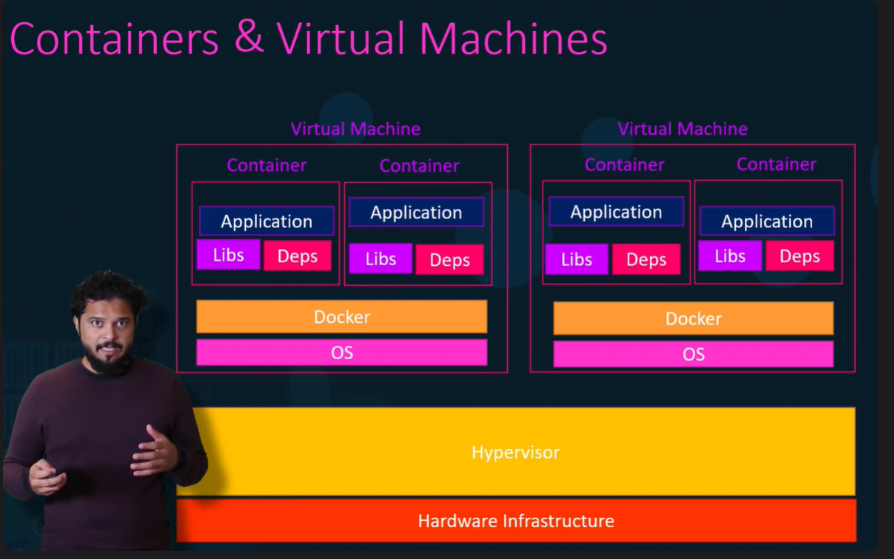 Containers & Virtual Machines
Virtual Machine
Virtual Machine
Container
Container
Container
Container
Application
Application
Application
Application
Libs
Deps
Libs
Deps
Libs
Deps
Libs
Deps
Docker
Docker
OS
OS
Hypervisor
Hardware Infrastructure